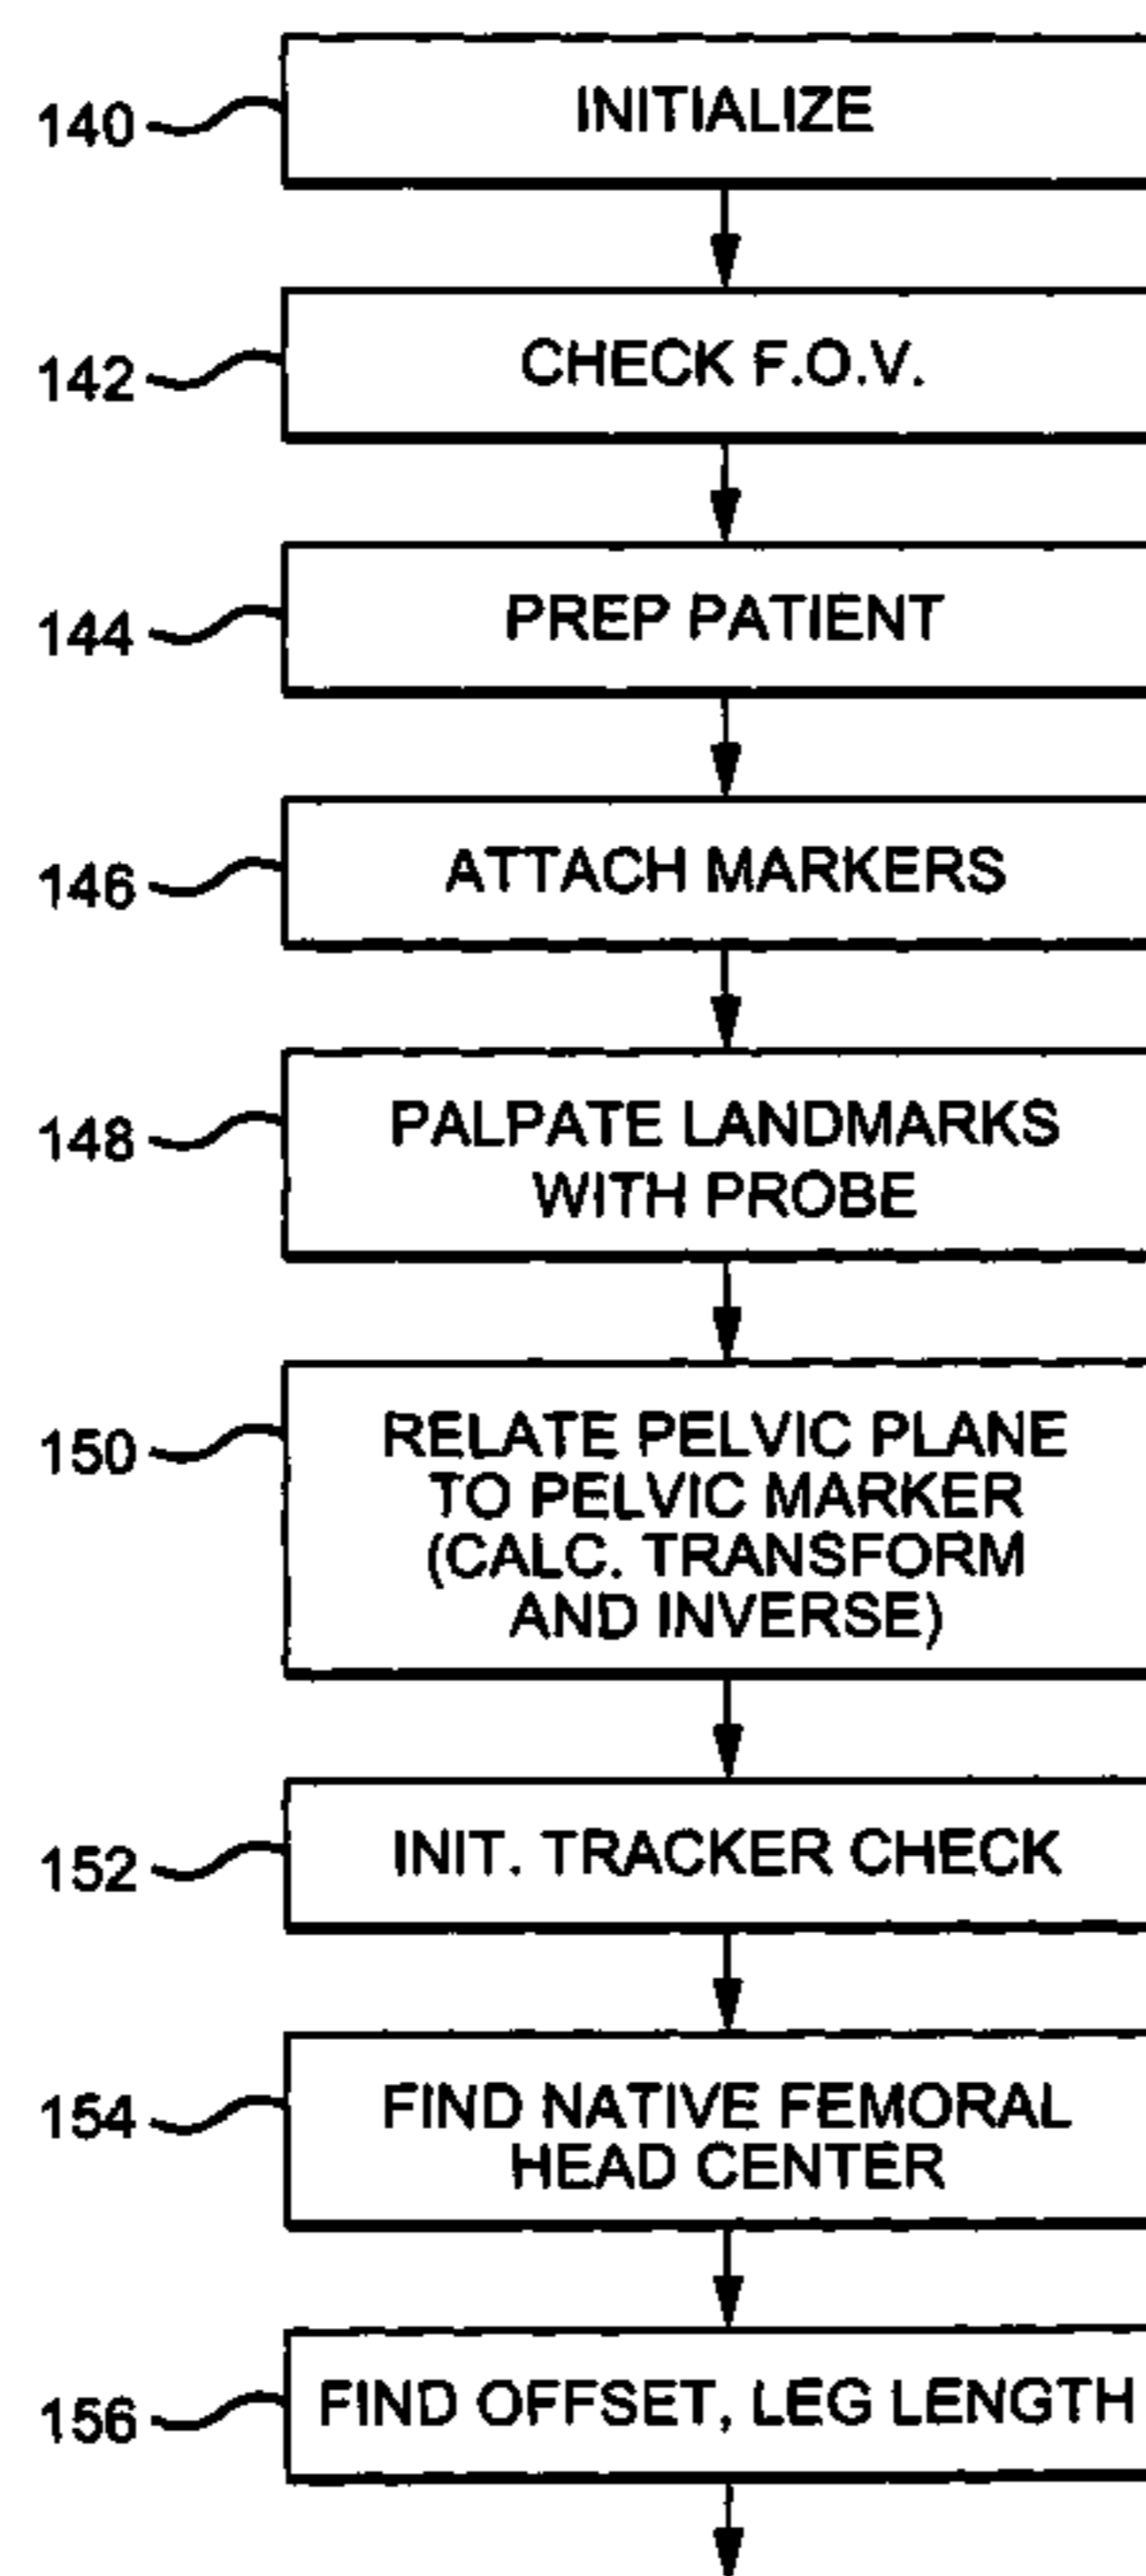 140 INITIALIZE
142 CHECK F.O.V.
144 PREP PATIENT
146 ATTACH MARKERS
148 PALPATE LANDMARKS
WITH PROBE
150 RELATE PELVIC PLANE
TO PELVIC MARKER
(CALC. TRANSFORM
AND INVERSE)
152 INIT. TRACKER CHECK
154 FIND NATIVE FEMORAL
HEAD CENTER
156 FIND OFFSET, LEG LENGTH